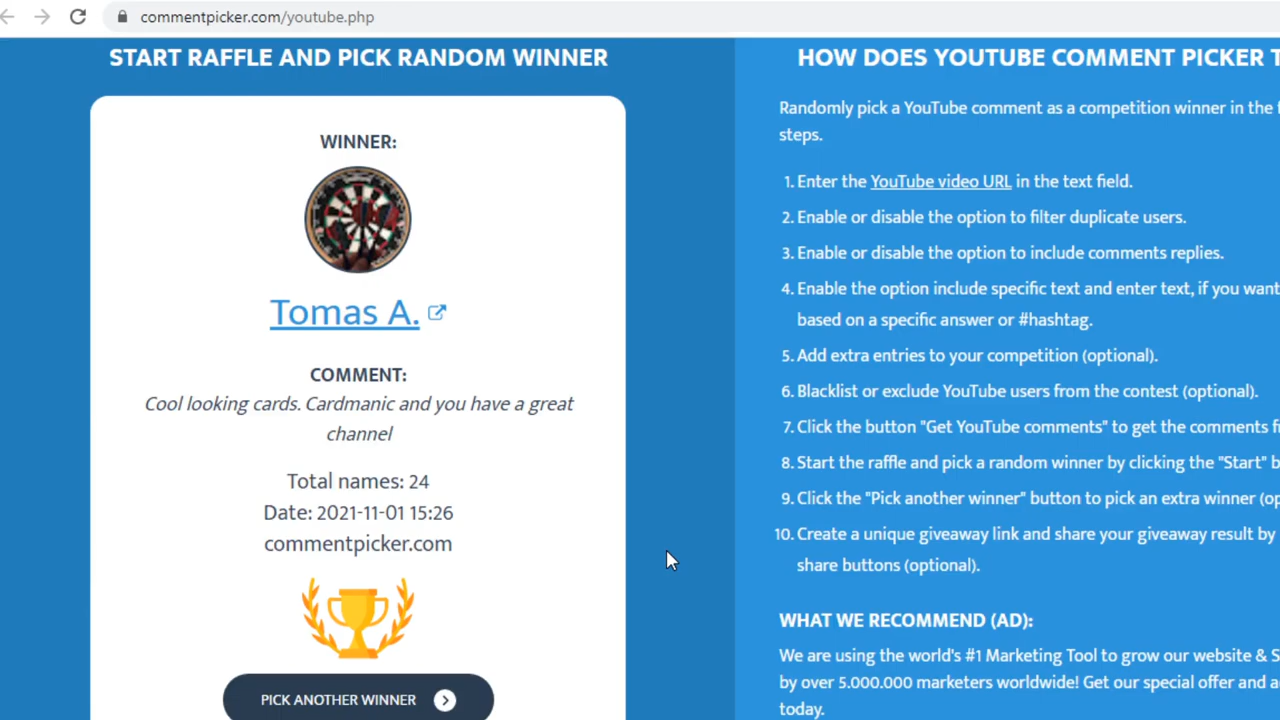 commentpicker.com/youtube.php
START RAFFLE AND PICK RANDOM WINNER
WINNER:
Tomas A.
COMMENT:
Cool looking cards. Cardmanic and you have a great
channel
Total names: 24
Date: 2021-11-01 15:26
commentpicker.com
PICK ANOTHER WINNER
HOW DOES YOUTUBE COMMENT PICKER
Randomly pick a YouTube comment as a competition winner in the
steps.
1. Enter the YouTube video URL in the text field.
2. Enable or disable the option to filter duplicate users.
3. Enable or disable the option to include comments replies.
4. Enable the option include specific text and enter text, if you want
based on a specific answer or #hashtag.
5. Add extra entries to your competition (optional).
6. Blacklist or exclude YouTube users from the contest (optional).
7. Click the button "Get YouTube comments" to get the comments
8. Start the raffle and pick a random winner by clicking the "Start"
9. Click the "Pick another winner" button to pick an extra winner
10. Create a unique giveaway link and share your giveaway result by
share buttons (optional).
WHAT WE RECOMMEND (AD):
We are using the world's #1 Marketing Tool to grow our website &
by over 5.000.000 marketers worldwide! Get our special offer and
today.